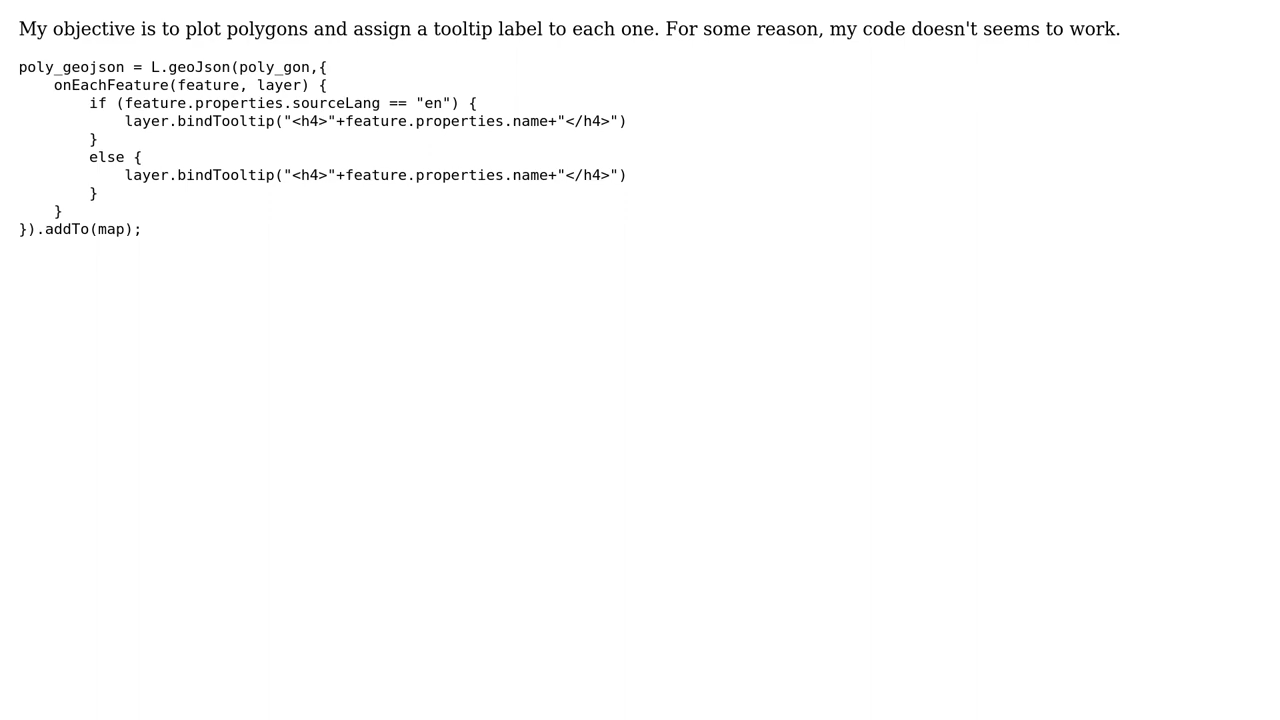 My objective is to plot polygons and assign a tooltip label to each one. For some reason, my code doesn't seems to work.
poly_geojson = L.geoJson(poly_gon,{
    onEachFeature(feature, layer) {
        if (feature.properties.sourceLang == "en") {
            layer.bindTooltip("<h4>"+feature.properties.name+"</h4>")
        }
        else {
            layer.bindTooltip("<h4>"+feature.properties.name+"</h4>")
        }
    }
}).addTo(map);